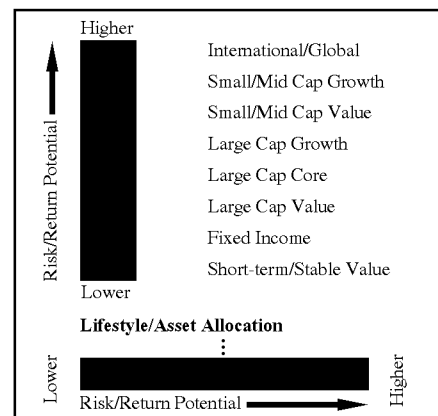 Higher
International/Global
Small/Mid Cap Growth
Small/Mid Cap Value
Large Cap Growth
Large Cap Core
Large Cap Value
Fixed Income
Short-term/Stable Value
Risk/Return Potential
Lower
Lifestyle/Asset Allocation
Lower
Higher
Risk/Return Potential